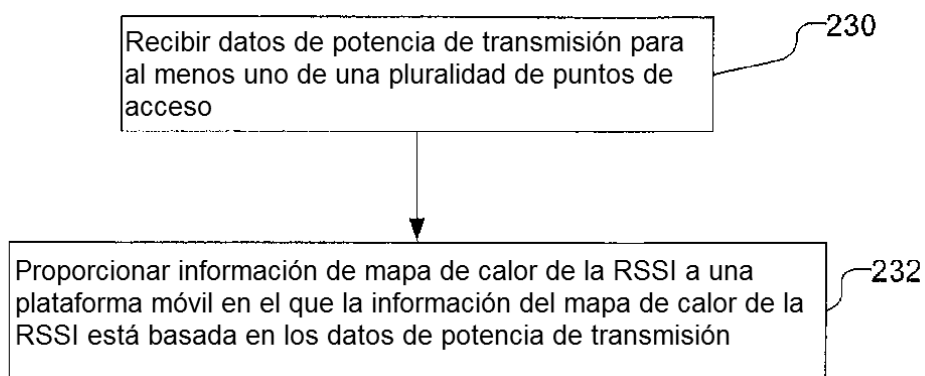 Recibir datos de potencia de transmisión para
al menos uno de una pluralidad de puntos de
acceso
230
Proporcionar información de mapa de calor de la RSSI a una
plataforma móvil en el que la información del mapa de calor de la
RSSI está basada en los datos de potencia de transmisión
232